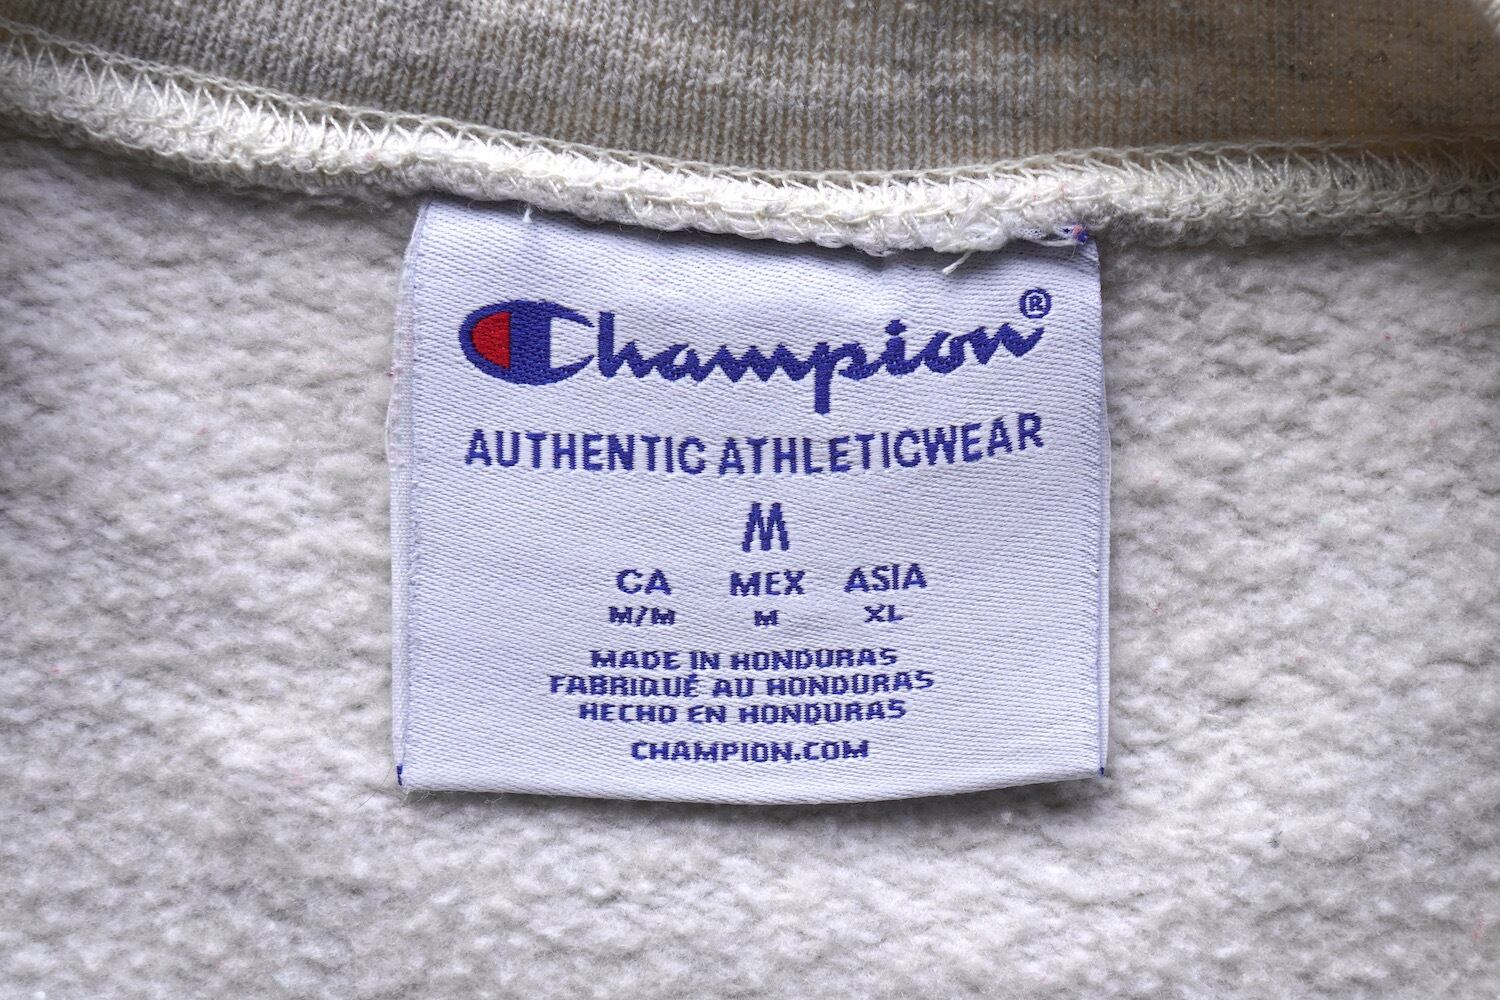 Champion®
AUTHENTIC ATHLETICWEAR
M
CA MEX ASIA
M/M M XL
MADE IN HONDURAS
FABRIQUÉ AU HONDURAS
HECHO EN HONDURAS
CHAMPION.COM